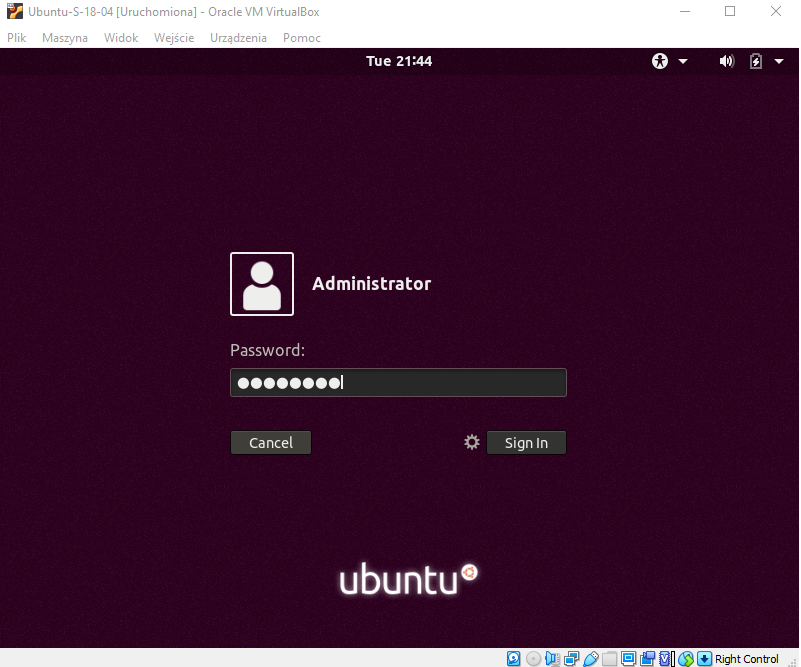 Ubuntu-S-18-04 [Uruchomiona] - Oracle VM VirtualBox
Plik Maszyna Widok Wejście Urządzenia Pomoc
Tue 21:44
Administrator
Password:
Cancel Sign In
ubuntu
Right Control